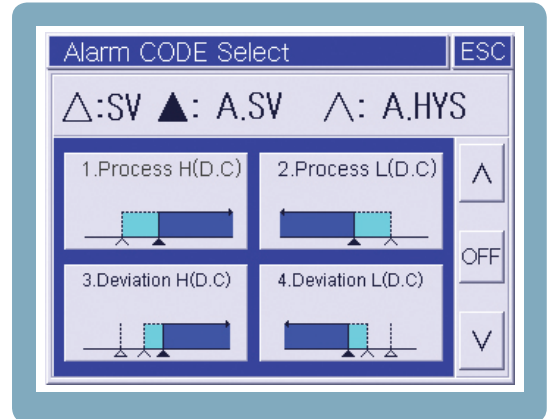 Alarm CODE Select ESC
△:SV ▲: A.SV ∧: A.HYS
1.Process H(D.C) 2.Process L(D.C)
OFF
3.Deviation H(D.C) 4.Deviation L(D.C)